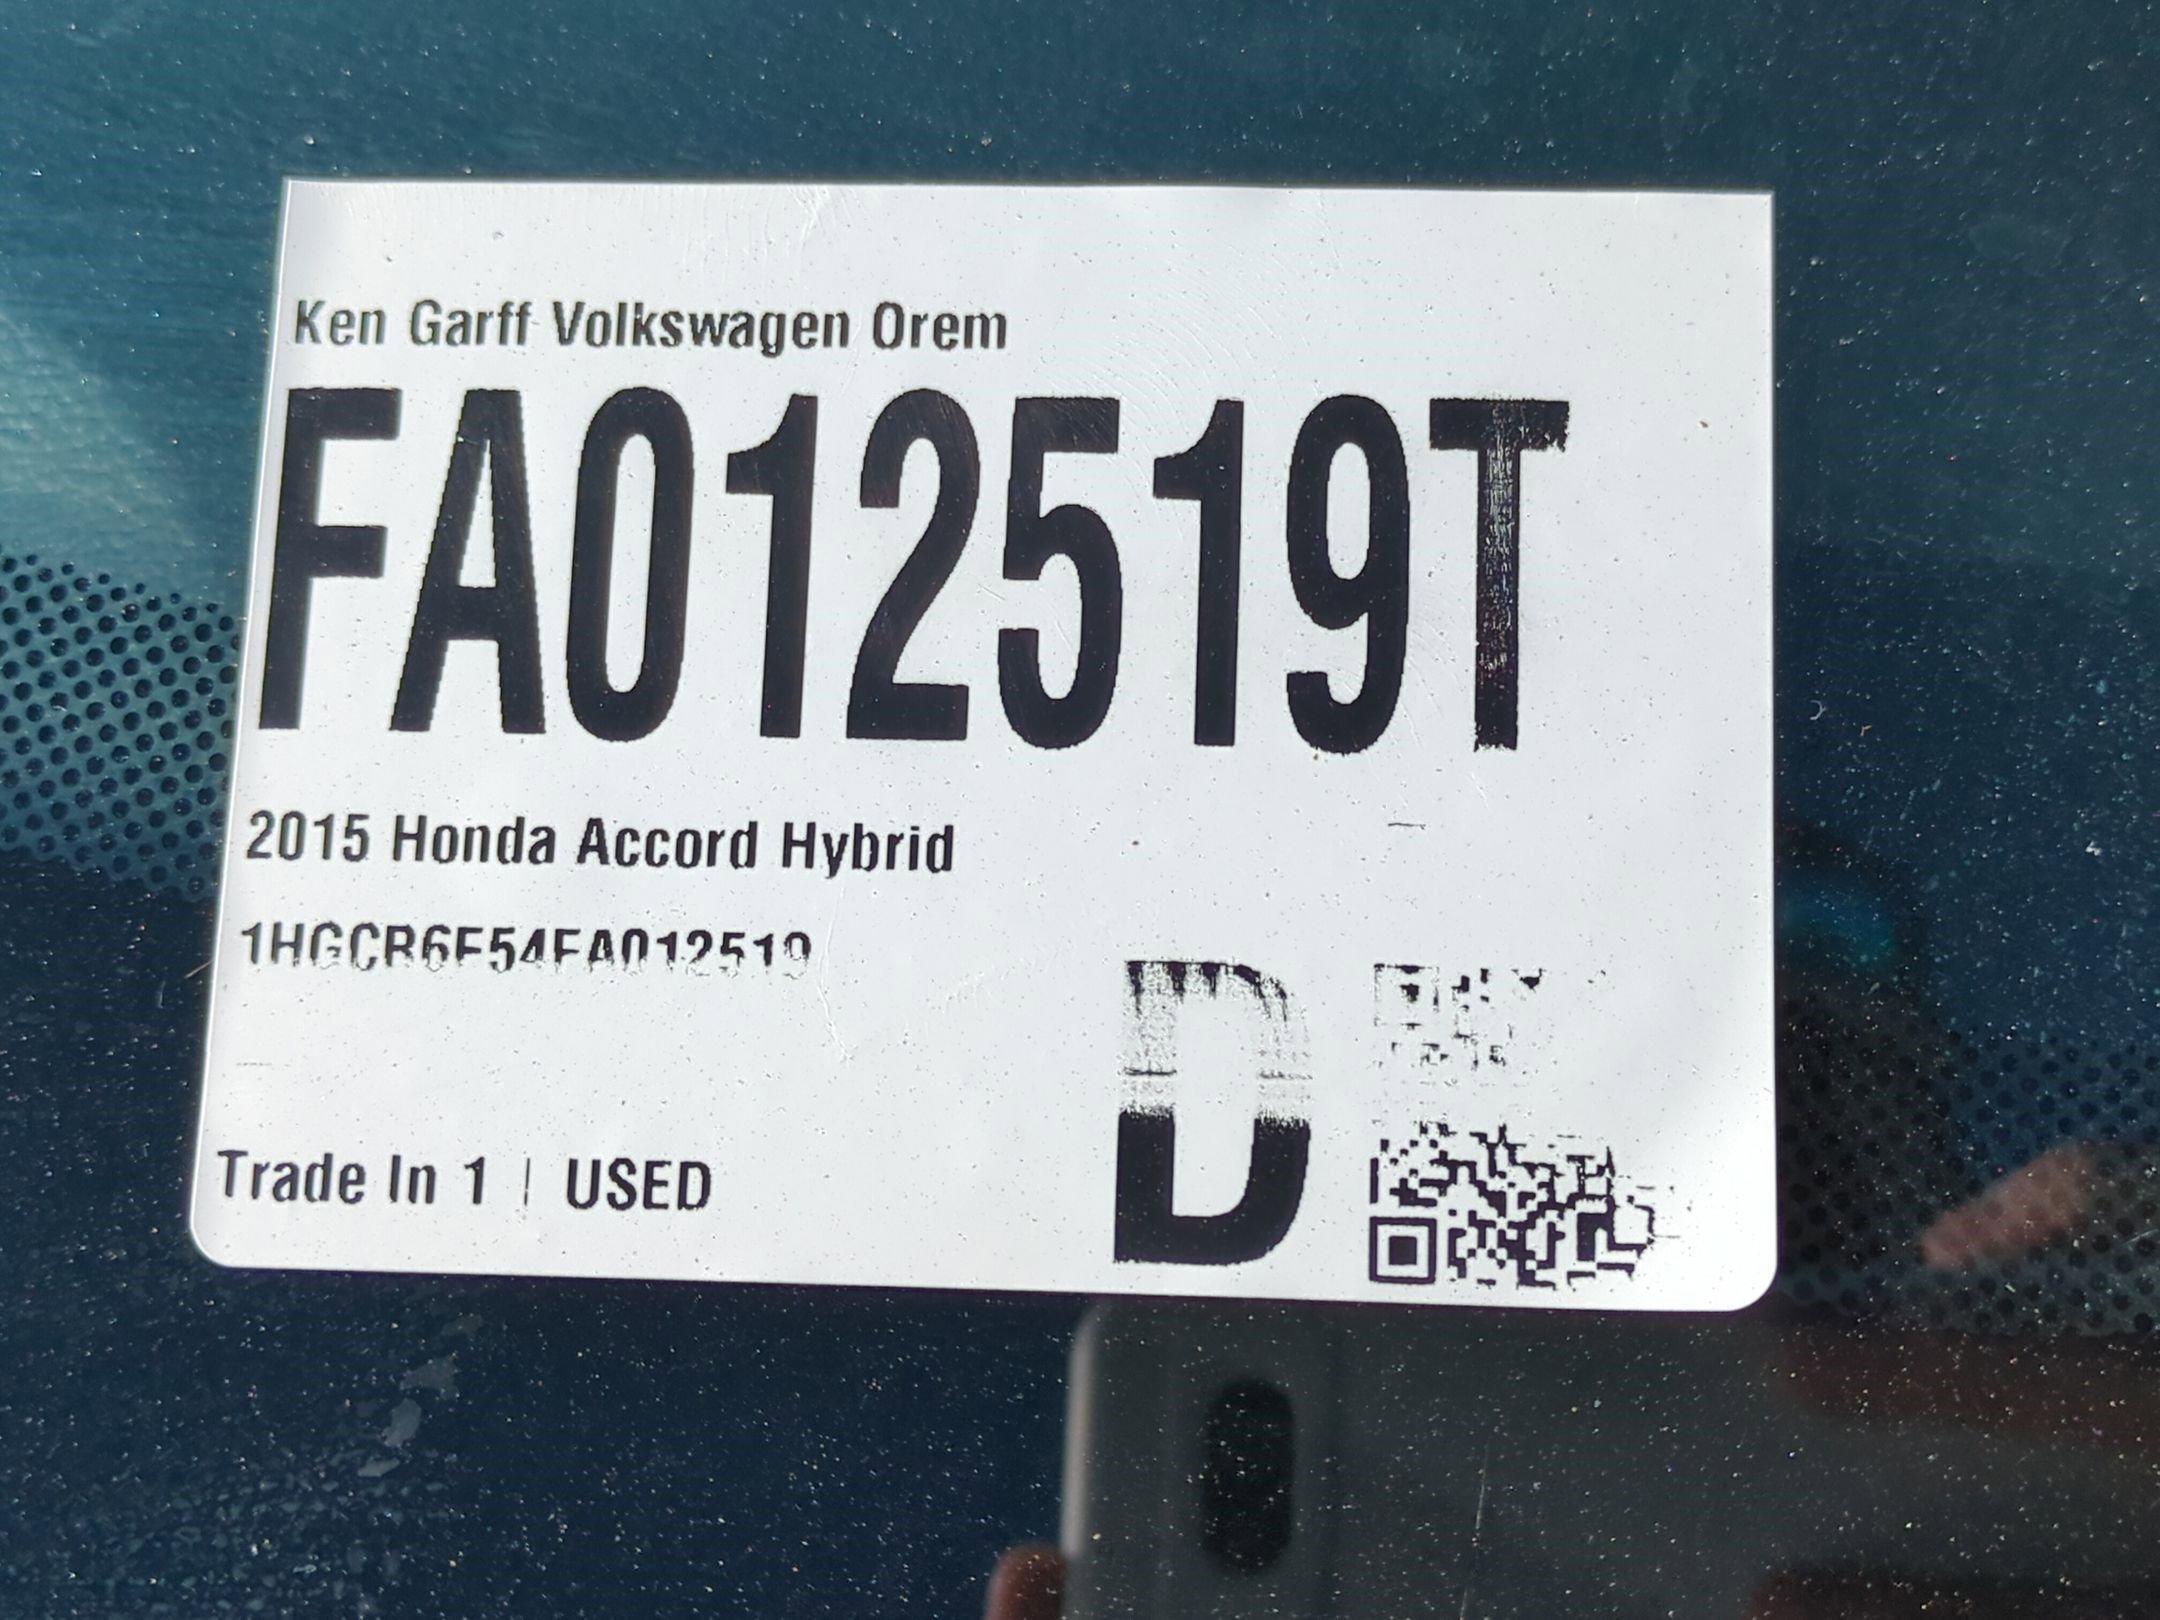 Ken Garff Volkswagen Orem
FA012519T
2015 Honda Accord Hybrid
1HGCR6F54FA012519
Trade In 1 | USED
D